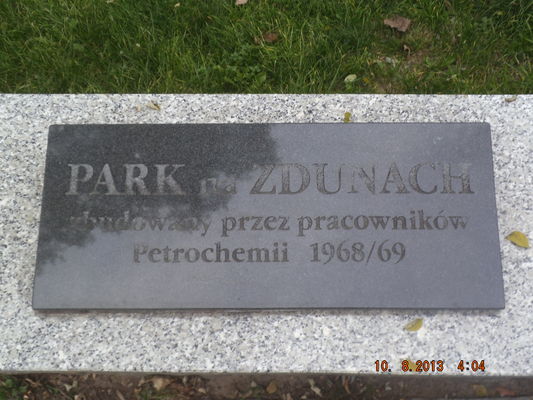 PARK na ZDUNACH
zbudowany przez pracowników
Petrochemii 1968/69
10. 8.2013 4:04